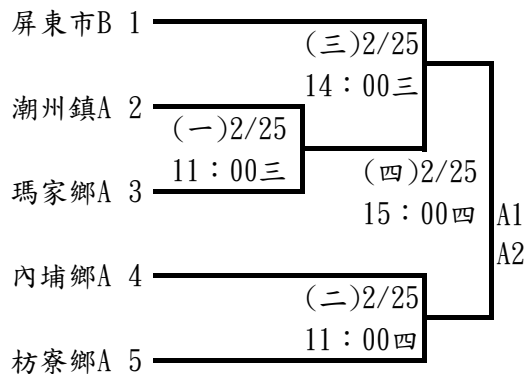 屏東市B 1
(三)2/25
14：00三
潮州鎮A 2
(一)2/25
11：00三
瑪家鄉A 3
(四)2/25
15：00四
A1
A2
內埔鄉A 4
(二)2/25
11：00四
枋寮鄉A 5